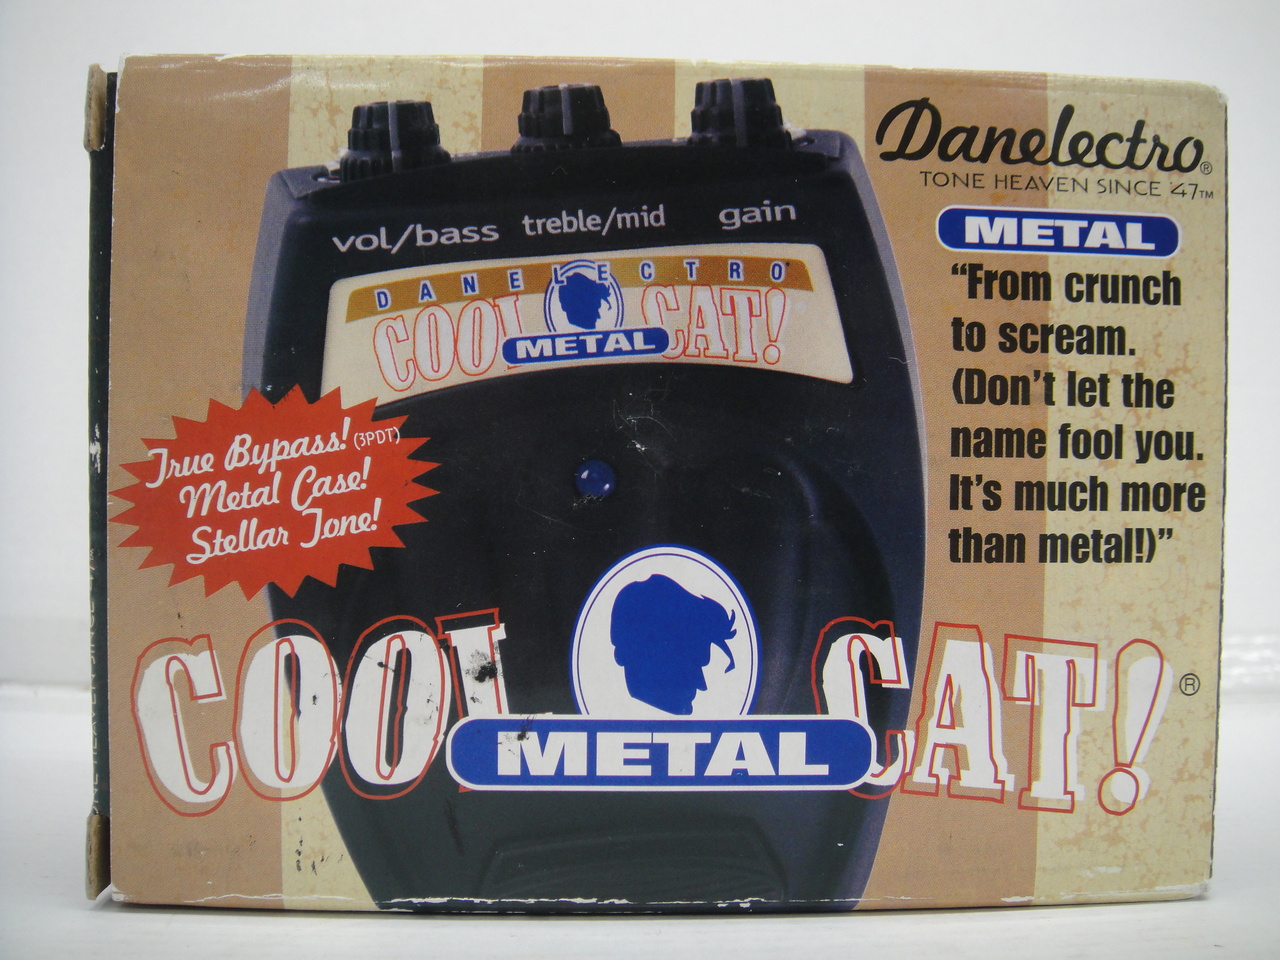 Danelectro®
TONE HEAVEN SINCE '47™
METAL
"From crunch
to scream.
(Don't let the
name fool you.
It's much more
than metal!)"
vol/bass treble/mid gain
DANELECTRO
COOL CAT!
METAL
True Bypass! (3PDT)
Metal Case!
Stellar Tone!
COOL CAT! ®
METAL